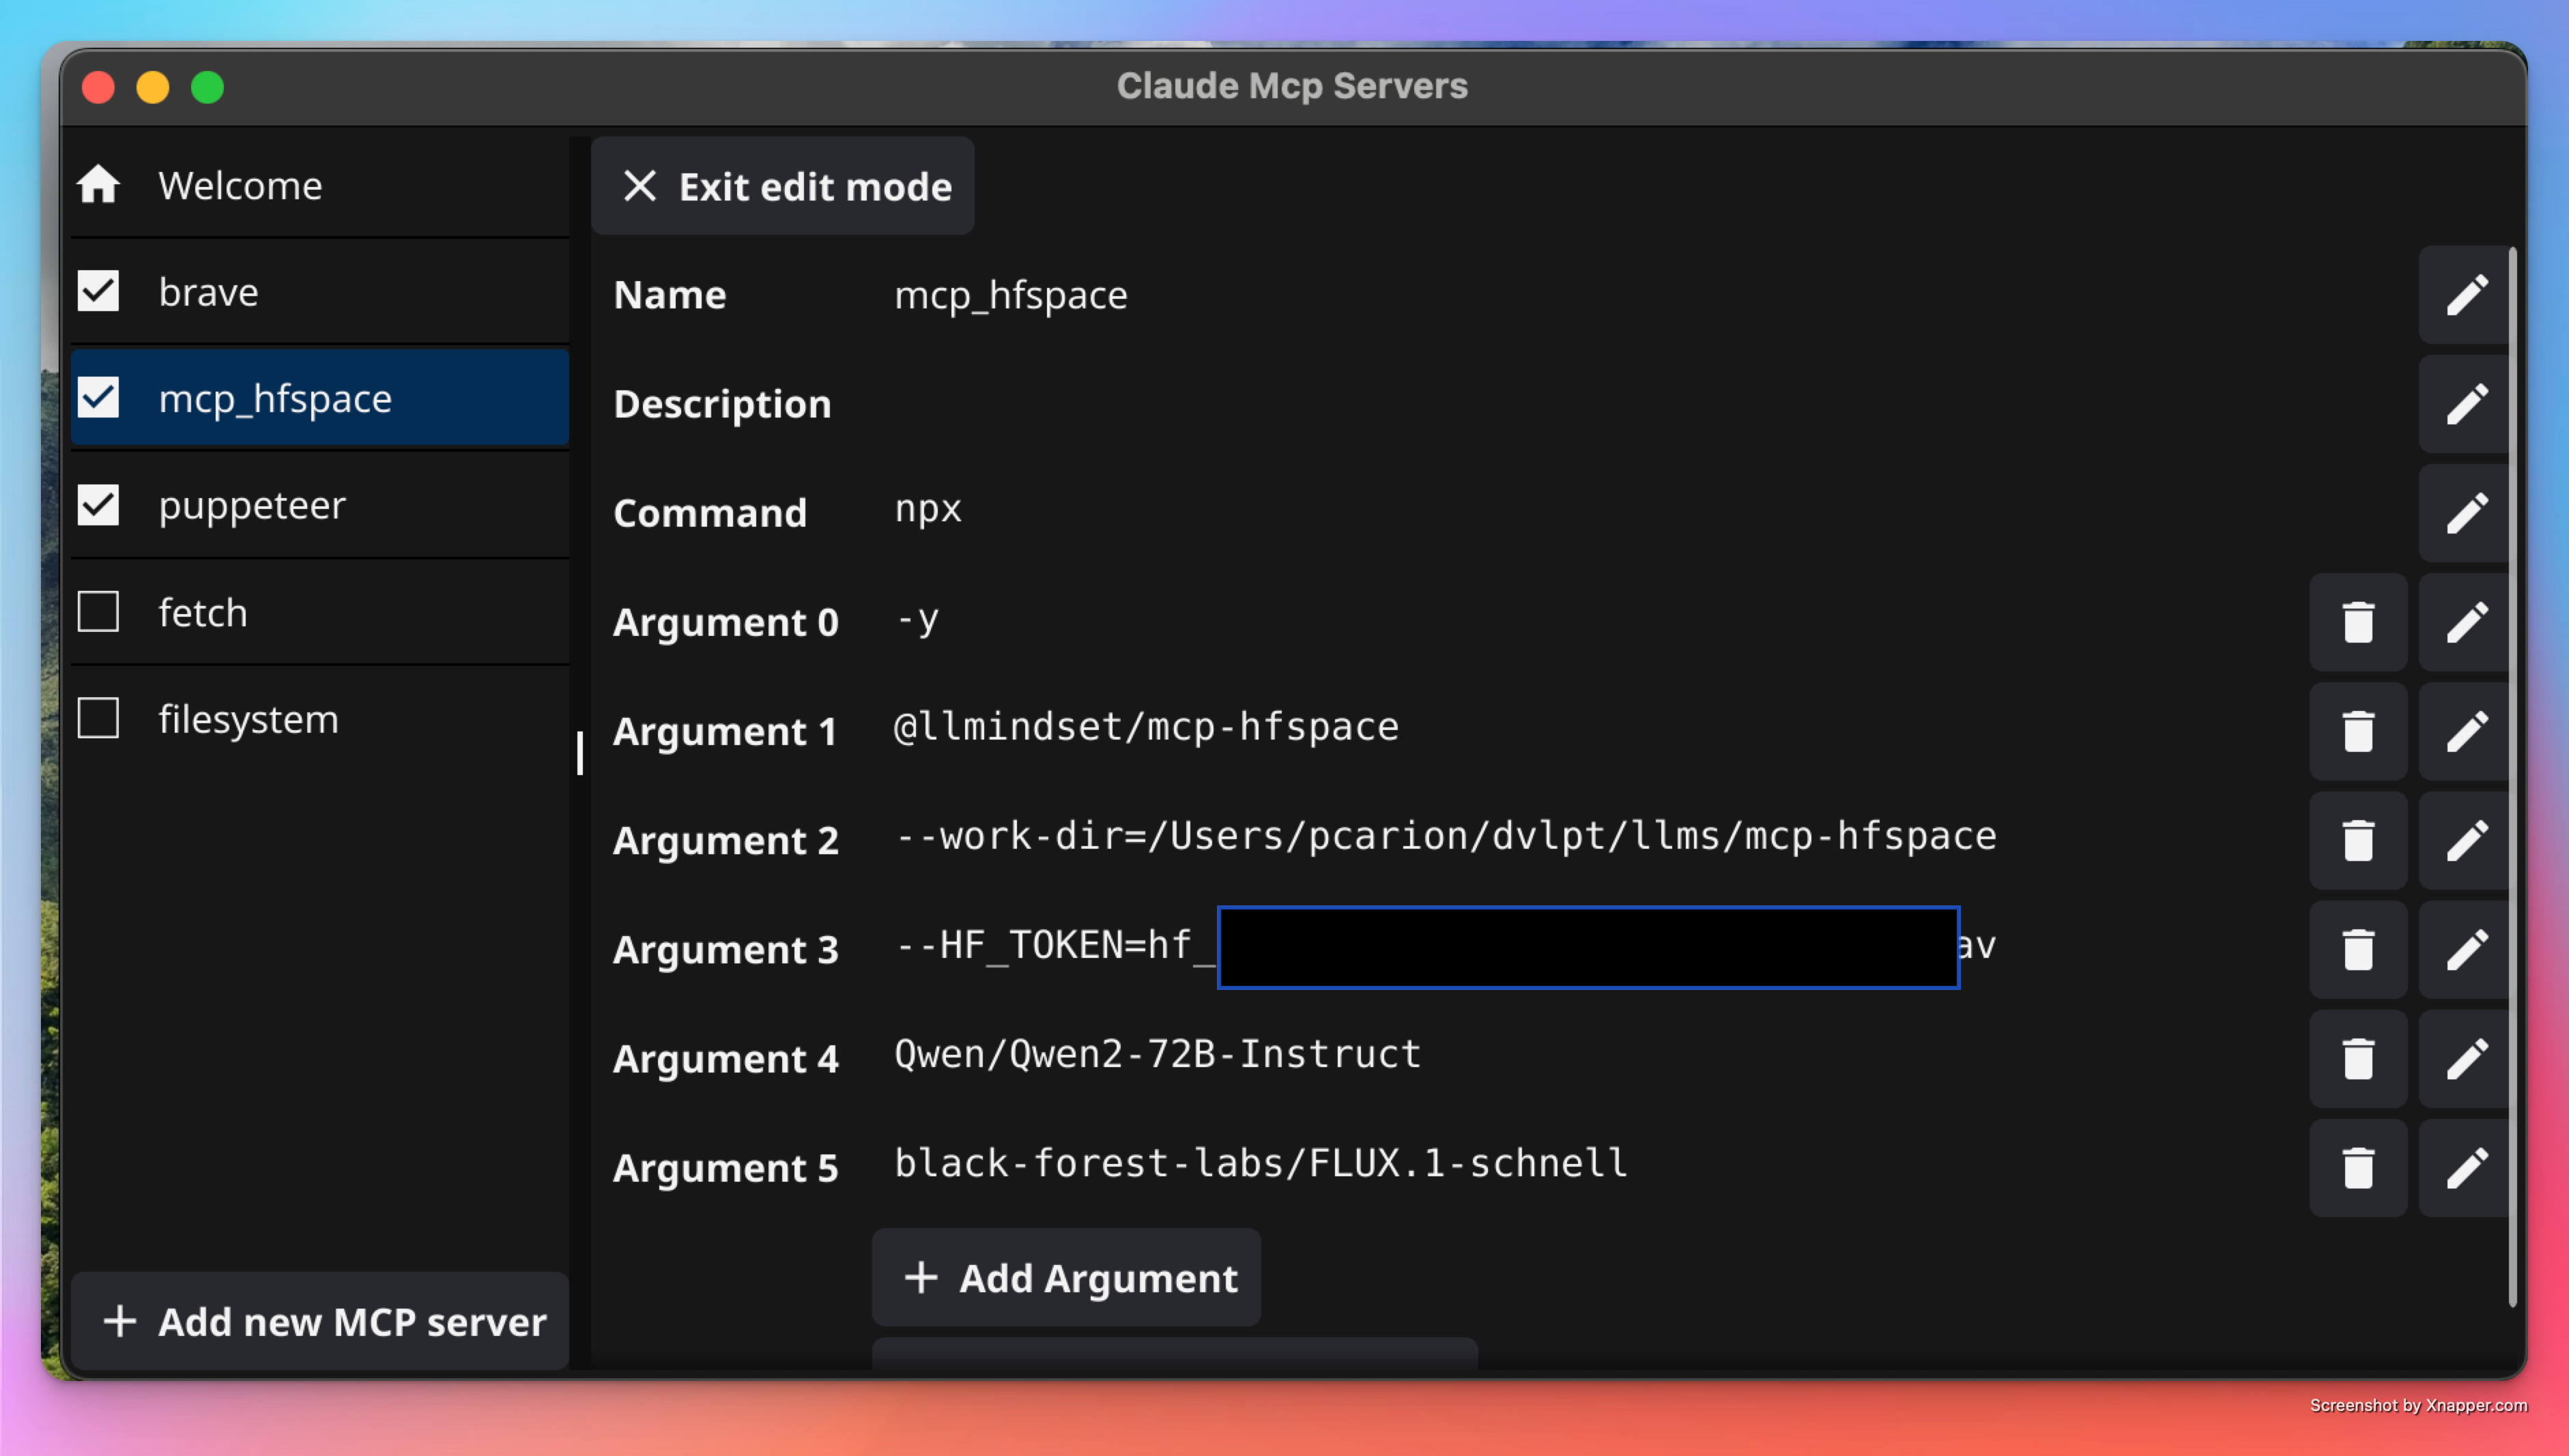 Claude Mcp Servers
Welcome
brave
mcp_hfspace
puppeteer
fetch
filesystem
Add new MCP server
Exit edit mode
Name mcp_hfspace
Description
Command npx
Argument 0 -y
Argument 1 @llmindset/mcp-hfspace
Argument 2 --work-dir=/Users/pcarion/dvlpt/llms/mcp-hfspace
Argument 3 --HF_TOKEN=hf_ av
Argument 4 Qwen/Qwen2-72B-Instruct
Argument 5 black-forest-labs/FLUX.1-schnell
Add Argument
Screenshot by Xnapper.com